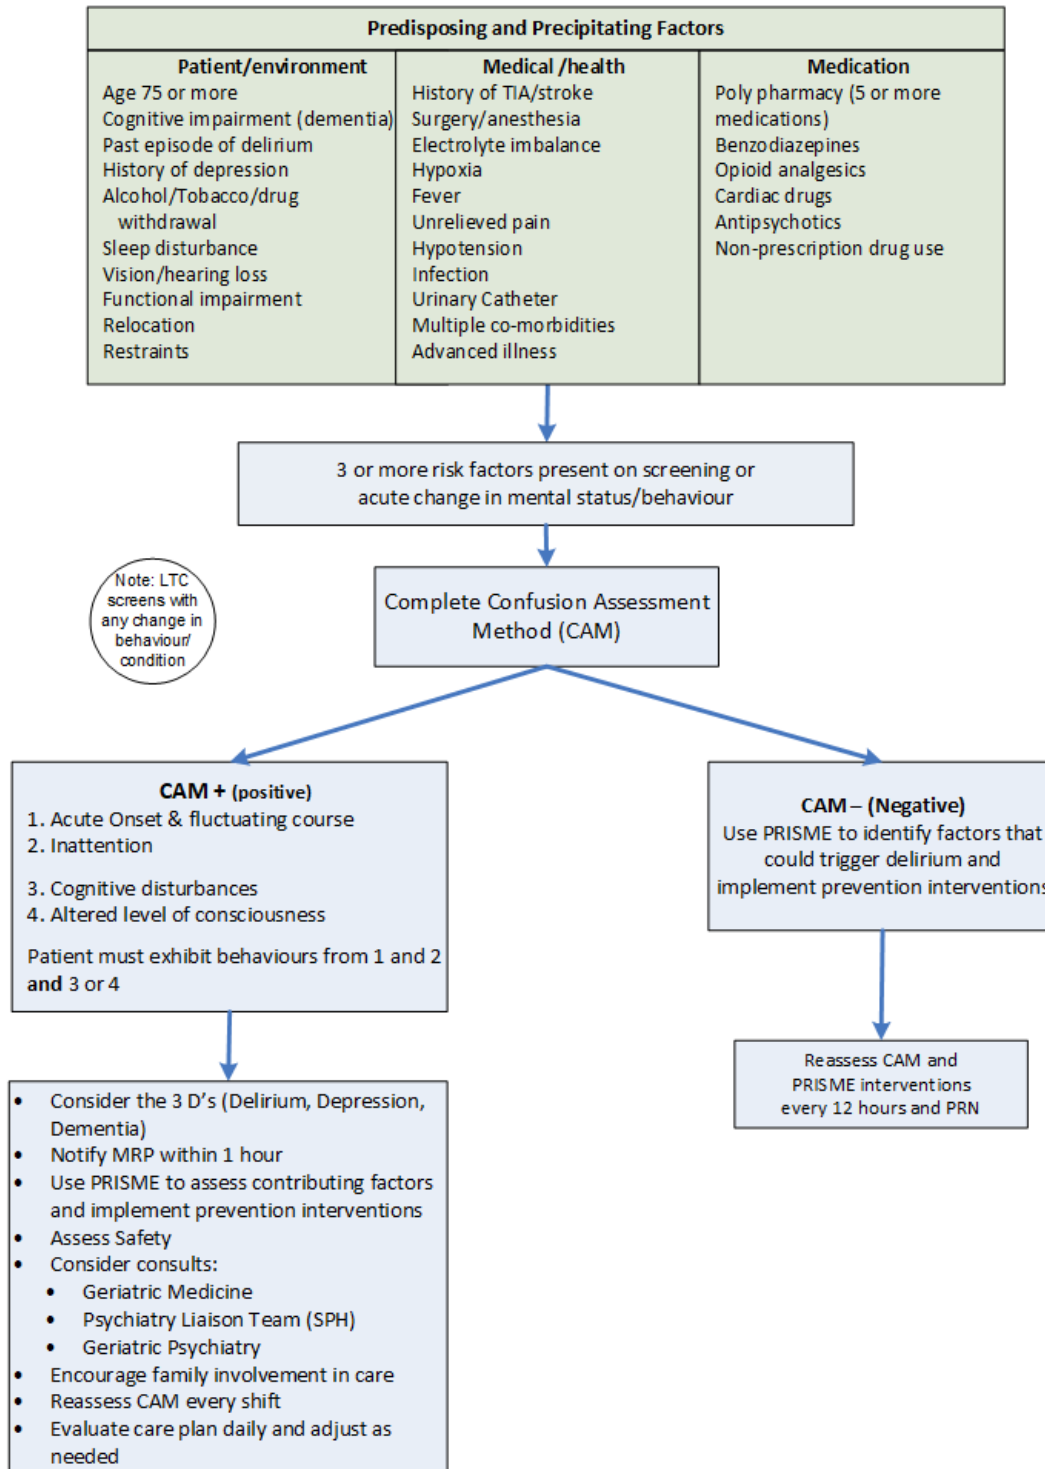 Predisposing and Precipitating Factors
Patient/environment
Age 75 or more
Cognitive impairment (dementia)
Past episode of delirium
History of depression
Alcohol/Tobacco/drug
withdrawal
Sleep disturbance
Vision/hearing loss
Functional impairment
Relocation
Restraints
Medical /health
History of TIA/stroke
Surgery/anesthesia
Electrolyte imbalance
Hypoxia
Fever
Unrelieved pain
Hypotension
Infection
Urinary Catheter
Multiple co-morbidities
Advanced illness
Medication
Poly pharmacy (5 or more
medications)
Benzodiazepines
Opioid analgesics
Cardiac drugs
Antipsychotics
Non-prescription drug use
3 or more risk factors present on screening or
acute change in mental status/behaviour
Note: LTC
screens with
any change in
behaviour/
condition
Complete Confusion Assessment
Method (CAM)
CAM + (positive)
1. Acute Onset & fluctuating course
2. Inattention
3. Cognitive disturbances
4. Altered level of consciousness
Patient must exhibit behaviours from 1 and 2
and 3 or 4
CAM – (Negative)
Use PRISME to identify factors that
could trigger delirium and
implement prevention interventions
Reassess CAM and
PRISME interventions
every 12 hours and PRN
• Consider the 3 D's (Delirium, Depression,
Dementia)
• Notify MRP within 1 hour
• Use PRISME to assess contributing factors
and implement prevention interventions
• Assess Safety
• Consider consults:
• Geriatric Medicine
• Psychiatry Liaison Team (SPH)
• Geriatric Psychiatry
• Encourage family involvement in care
• Reassess CAM every shift
• Evaluate care plan daily and adjust as
needed